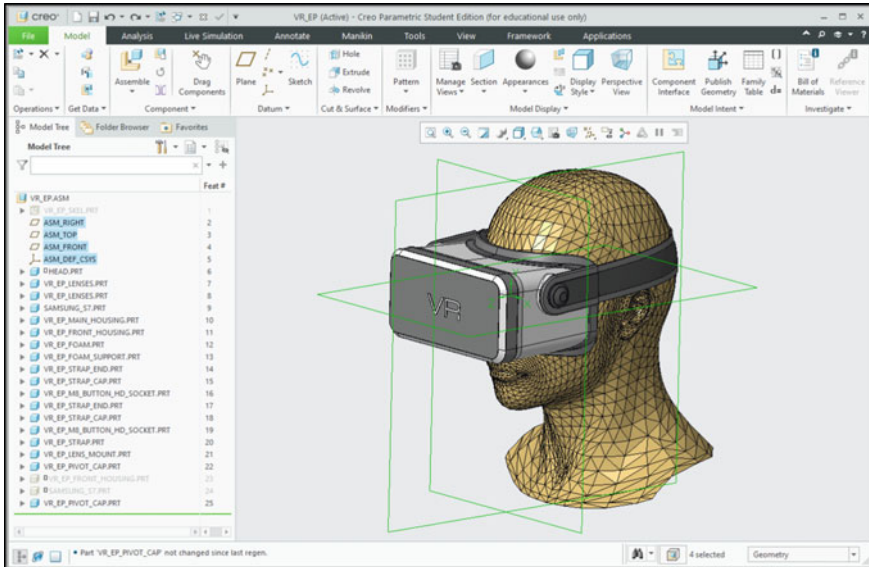 creo®
VR_EP (Active) - Creo Parametric Student Edition (for educational use only)
File Model Analysis Live Simulation Annotate Manikin Tools View Framework Applications
Assemble Drag Components
Plane Sketch
Hole
Extrude
Revolve
Pattern
Manage Views Section Appearances Display Style Perspective View
Component Interface Publish Geometry Family Table d=
Bill of Materials Reference Viewer
Operations Get Data Component Datum Cut & Surface Modifiers Model Display Model Intent Investigate
Model Tree Folder Browser Favorites
Model Tree
Feat #
VR_EP.ASM
VR_EP_SKEL.PRT 1
ASM_RIGHT 2
ASM_TOP 3
ASM_FRONT 4
ASM_DEF_CSYS 5
HEAD.PRT 6
VR_EP_LENSES.PRT 7
VR_EP_LENSES.PRT 8
SAMSUNG_S7.PRT 9
VR_EP_MAIN_HOUSING.PRT 10
VR_EP_FRONT_HOUSING.PRT 11
VR_EP_FOAM.PRT 12
VR_EP_FOAM_SUPPORT.PRT 13
VR_EP_STRAP_END.PRT 14
VR_EP_STRAP_CAP.PRT 15
VR_EP_M8_BUTTON_HD_SOCKET.PRT 16
VR_EP_STRAP_END.PRT 17
VR_EP_STRAP_CAP.PRT 18
VR_EP_M8_BUTTON_HD_SOCKET.PRT 19
VR_EP_STRAP.PRT 20
VR_EP_LENS_MOUNT.PRT 21
VR_EP_PIVOT_CAP.PRT 22
VR_EP_FRONT_HOUSING.PRT 23
SAMSUNG_S7.PRT 24
VR_EP_PIVOT_CAP.PRT 25
VR
• Part 'VR_EP_PIVOT_CAP' not changed since last regen.
4 selected
Geometry